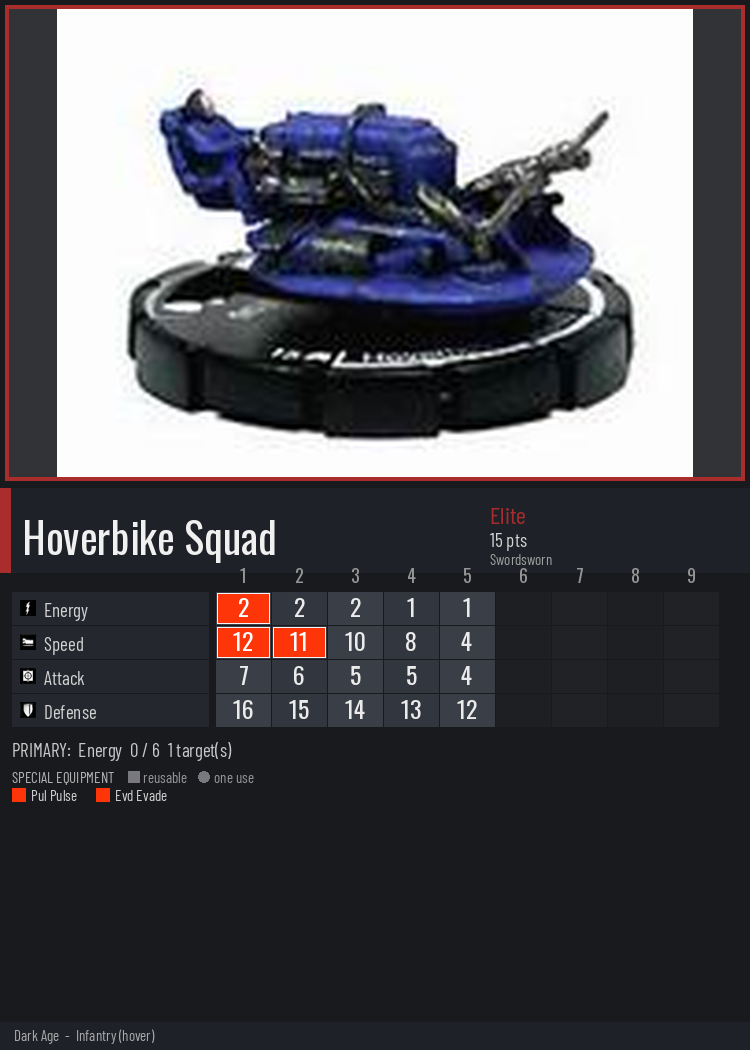 Hoverbike Squad
Elite
15 pts
Swordsworn
1 2 3 4 5 6 7 8 9
Energy 2 2 2 1 1
Speed 12 11 10 8 4
Attack 7 6 5 5 4
Defense 16 15 14 13 12
PRIMARY: Energy 0 / 6 1 target(s)
SPECIAL EQUIPMENT reusable one use
Pul Pulse Evd Evade
Dark Age - Infantry (hover)